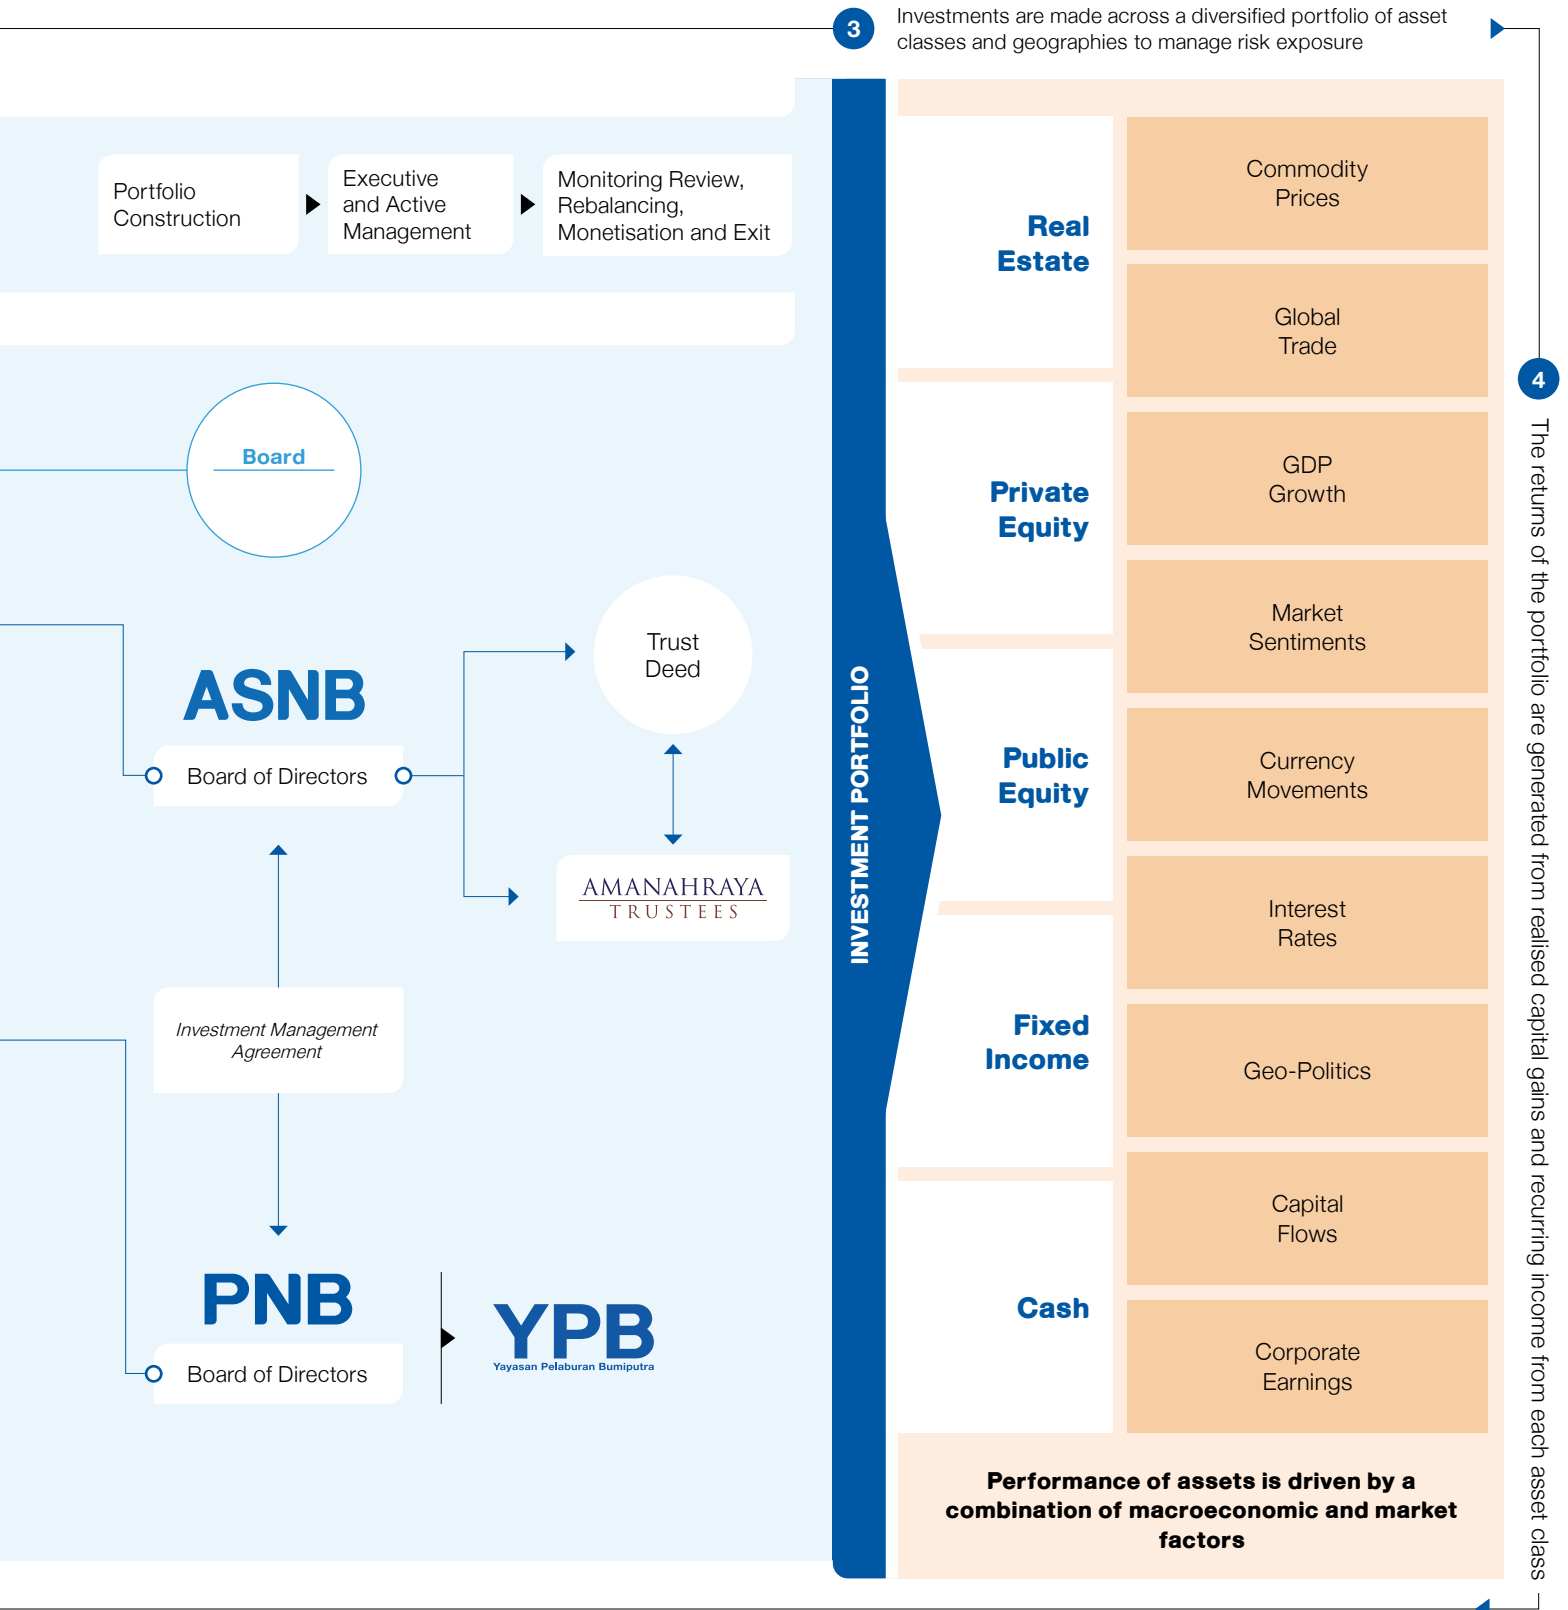 3
Investments are made across a diversified portfolio of asset
classes and geographies to manage risk exposure
Portfolio
Construction
Executive
and Active
Management
Monitoring Review,
Rebalancing,
Monetisation and Exit
Board
ASNB
Board of Directors
Trust
Deed
AMANAHRAYA
TRUSTEES
Investment Management
Agreement
PNB
Board of Directors
YPB
Yayasan Pelaburan Bumiputra
INVESTMENT PORTFOLIO
Real
Estate
Private
Equity
Public
Equity
Fixed
Income
Cash
Commodity
Prices
Global
Trade
GDP
Growth
Market
Sentiments
Currency
Movements
Interest
Rates
Geo-Politics
Capital
Flows
Corporate
Earnings
Performance of assets is driven by a
combination of macroeconomic and market
factors
4
The returns of the portfolio are generated from realised capital gains and recurring income from each asset class